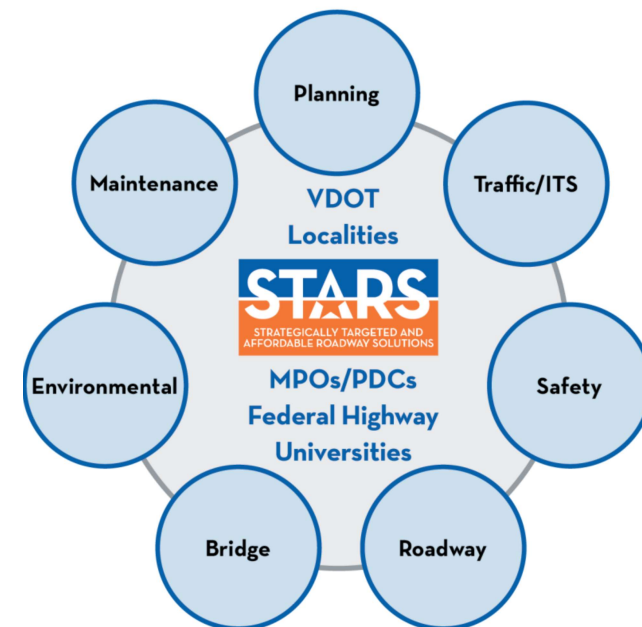 Planning
Maintenance
Traffic/ITS
VDOT
Localities
STARS
STRATEGICALLY TARGETED AND
AFFORDABLE ROADWAY SOLUTIONS
Environmental
MPOs/PDCs
Safety
Federal Highway
Universities
Bridge
Roadway